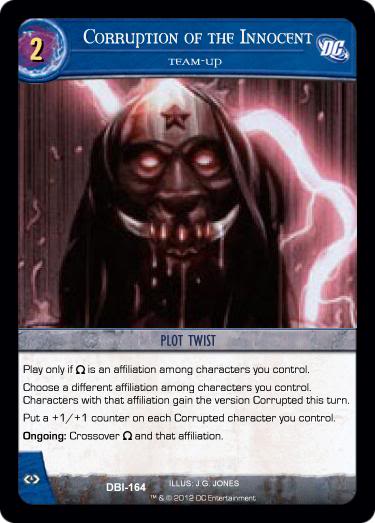 2
CORRUPTION OF THE INNOCENT
DC
TEAM-UP
PLOT TWIST
Play only if Ω is an affiliation among characters you control.
Choose a different affiliation among characters you control.
Characters with that affiliation gain the version Corrupted this turn.
Put a +1/+1 counter on each Corrupted character you control.
Ongoing: Crossover Ω and that affiliation.
DBI-164
ILLUS: J.G. JONES
™ & © 2012 DC Entertainment